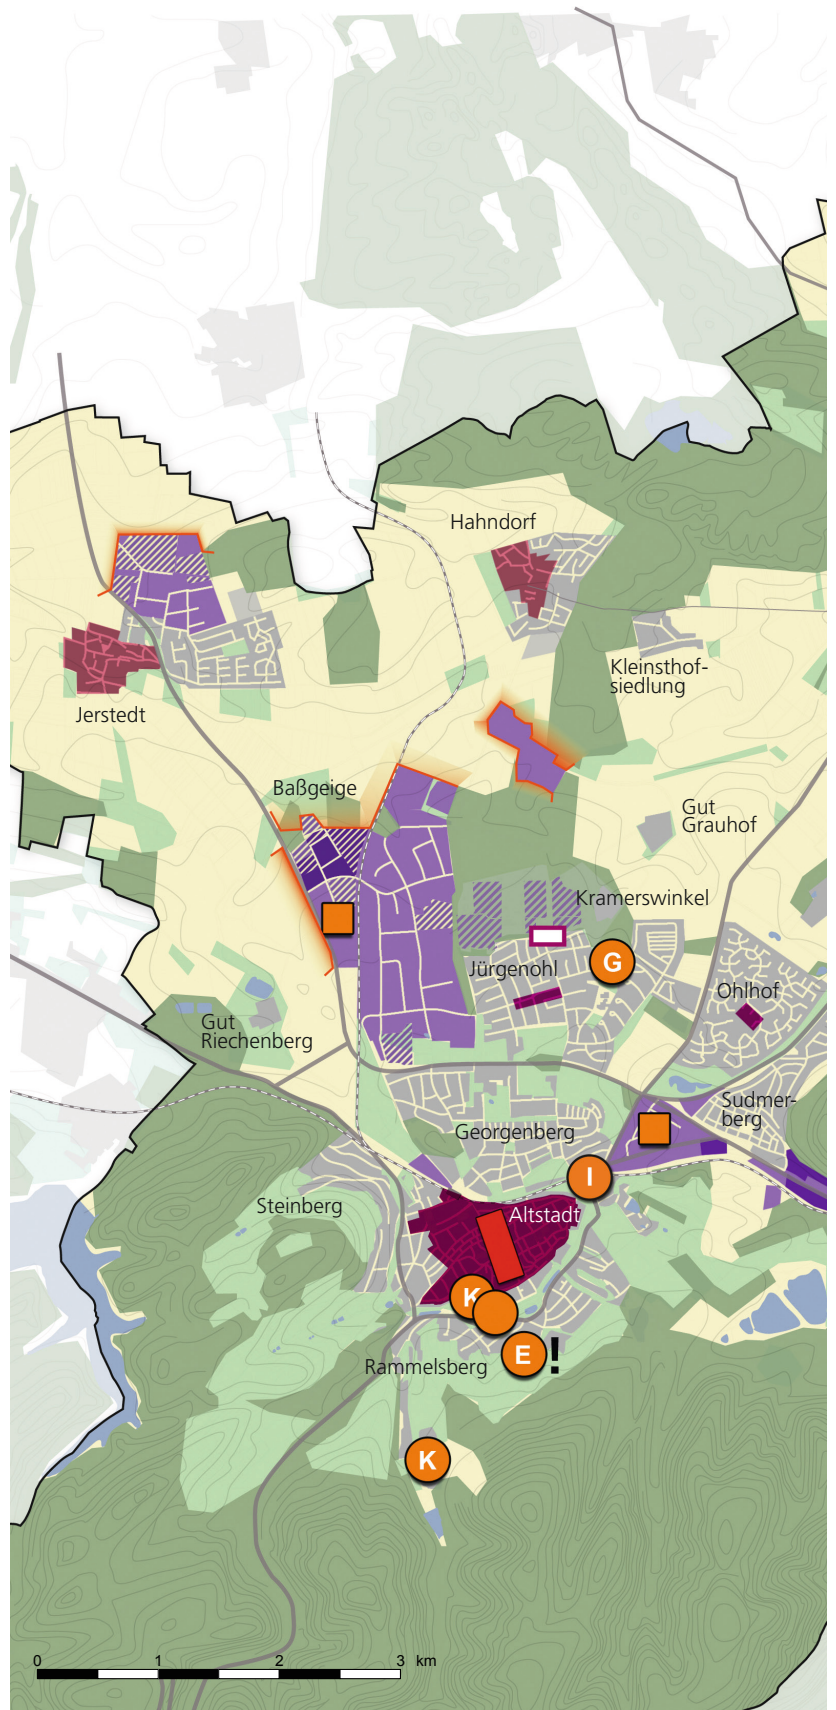 Hahndorf
Kleinsthof-
siedlung
Jerstedt
Baßgeige
Gut
Grauhof
Kramerswinkel
Jürgenohl
G
Ohlhof
Gut
Riechenberg
Sudmer-
berg
Georgenberg
I
Steinberg
Altstadt
K
E !
Rammelsberg
K
0 1 2 3 km